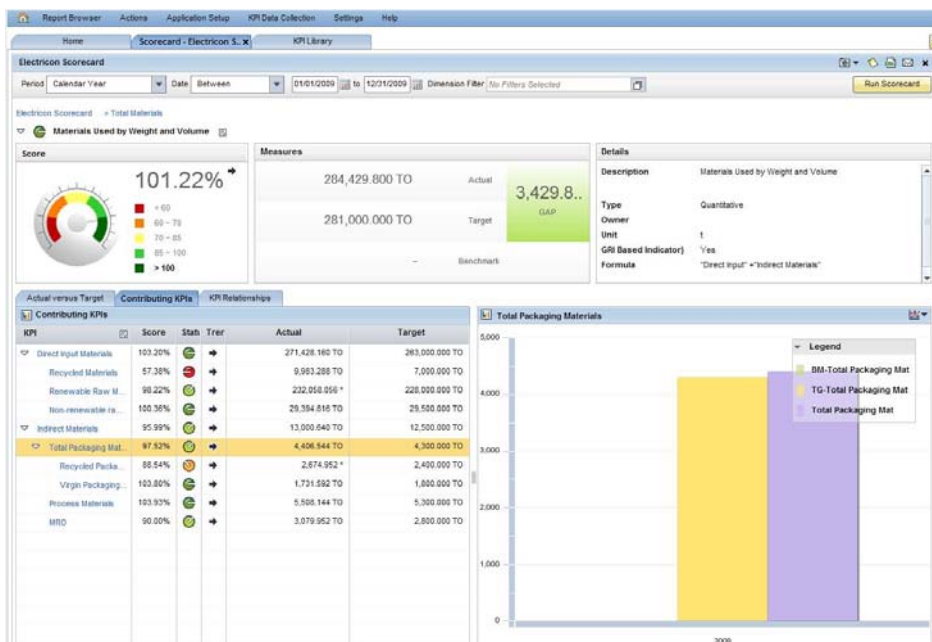 Report Browser Actions Application Setup KPI Data Collection Settings Help
Home Scorecard - Electricon S.. x KPI Library
Electricon Scorecard
Period Calendar Year Date Between 01/01/2009 to 12/31/2009 Dimension Filter No Filters Selected Run Scorecard
Electricon Scorecard > Total Materials
Materials Used by Weight and Volume
Score Measures Details
101.22%
< 60
60 - 70
70 - 85
85 - 100
> 100
284,429.800 TO Actual
281,000.000 TO Target
– Benchmark
3,429.8..
GAP
Description Materials Used by Weight and Volume
Type Quantitative
Owner
Unit t
GRI Based Indicator) Yes
Formula "Direct Input" +"Indirect Materials"
Actual versus Target Contributing KPIs KPI Relationships
Contributing KPIs
KPI Score Stati Trer Actual Target
Direct Input Materials 103.20% 271,428.160 TO 263,000.000 TO
Recycled Materials 57.38% 9,983.288 TO 7,000.000 TO
Renewable Raw M... 98.22% 232,058.056 * 228,000.000 TO
Non-renewable ra... 100.36% 29,394.816 TO 29,500.000 TO
Indirect Materials 95.99% 13,000.640 TO 12,500.000 TO
Total Packaging Mat... 97.52% 4,406.544 TO 4,300.000 TO
Recycled Packa... 88.54% 2,674.952 * 2,400.000 TO
Virgin Packaging... 103.80% 1,731.592 TO 1,800.000 TO
Process Materials 103.93% 5,508.144 TO 5,300.000 TO
MRO 90.00% 3,079.952 TO 2,800.000 TO
Total Packaging Materials
5,000
4,000
3,000
2,000
1,000
0
Legend
BM-Total Packaging Mat
TG-Total Packaging Mat
Total Packaging Mat
2009